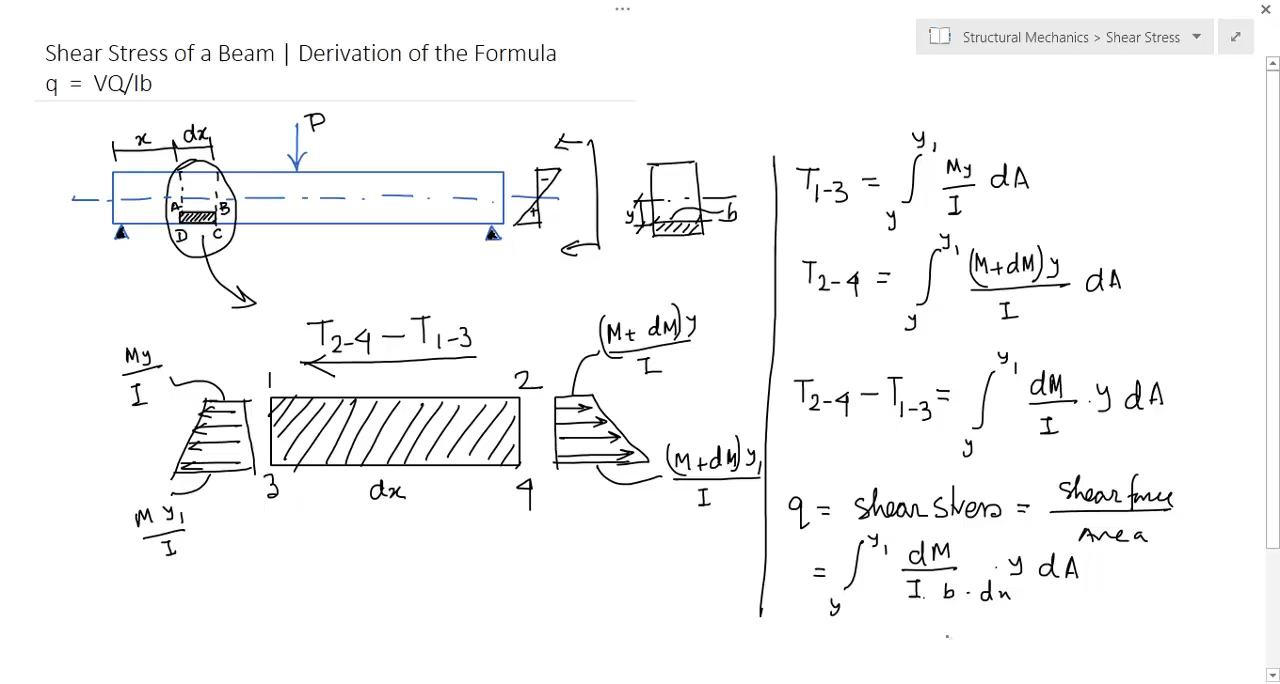 Shear Stress of a Beam | Derivation of the Formula
q = VQ/Ib
Structural Mechanics > Shear Stress
x dx P
A B
D C
y b
T₂₋₄ − T₁₋₃
My/I
(M+ dM)y/I
1 2
3 dx 4
M y₁/I
(M+dM)y₁/I
T₁₋₃ = ∫ y y₁ My/I dA
T₂₋₄ = ∫ y y₁ (M+dM)y/I dA
T₂₋₄ − T₁₋₃ = ∫ y y₁ dM/I . y dA
q = shear stress = shear force/Area
= ∫ y y₁ dM/I. b. dx . y dA